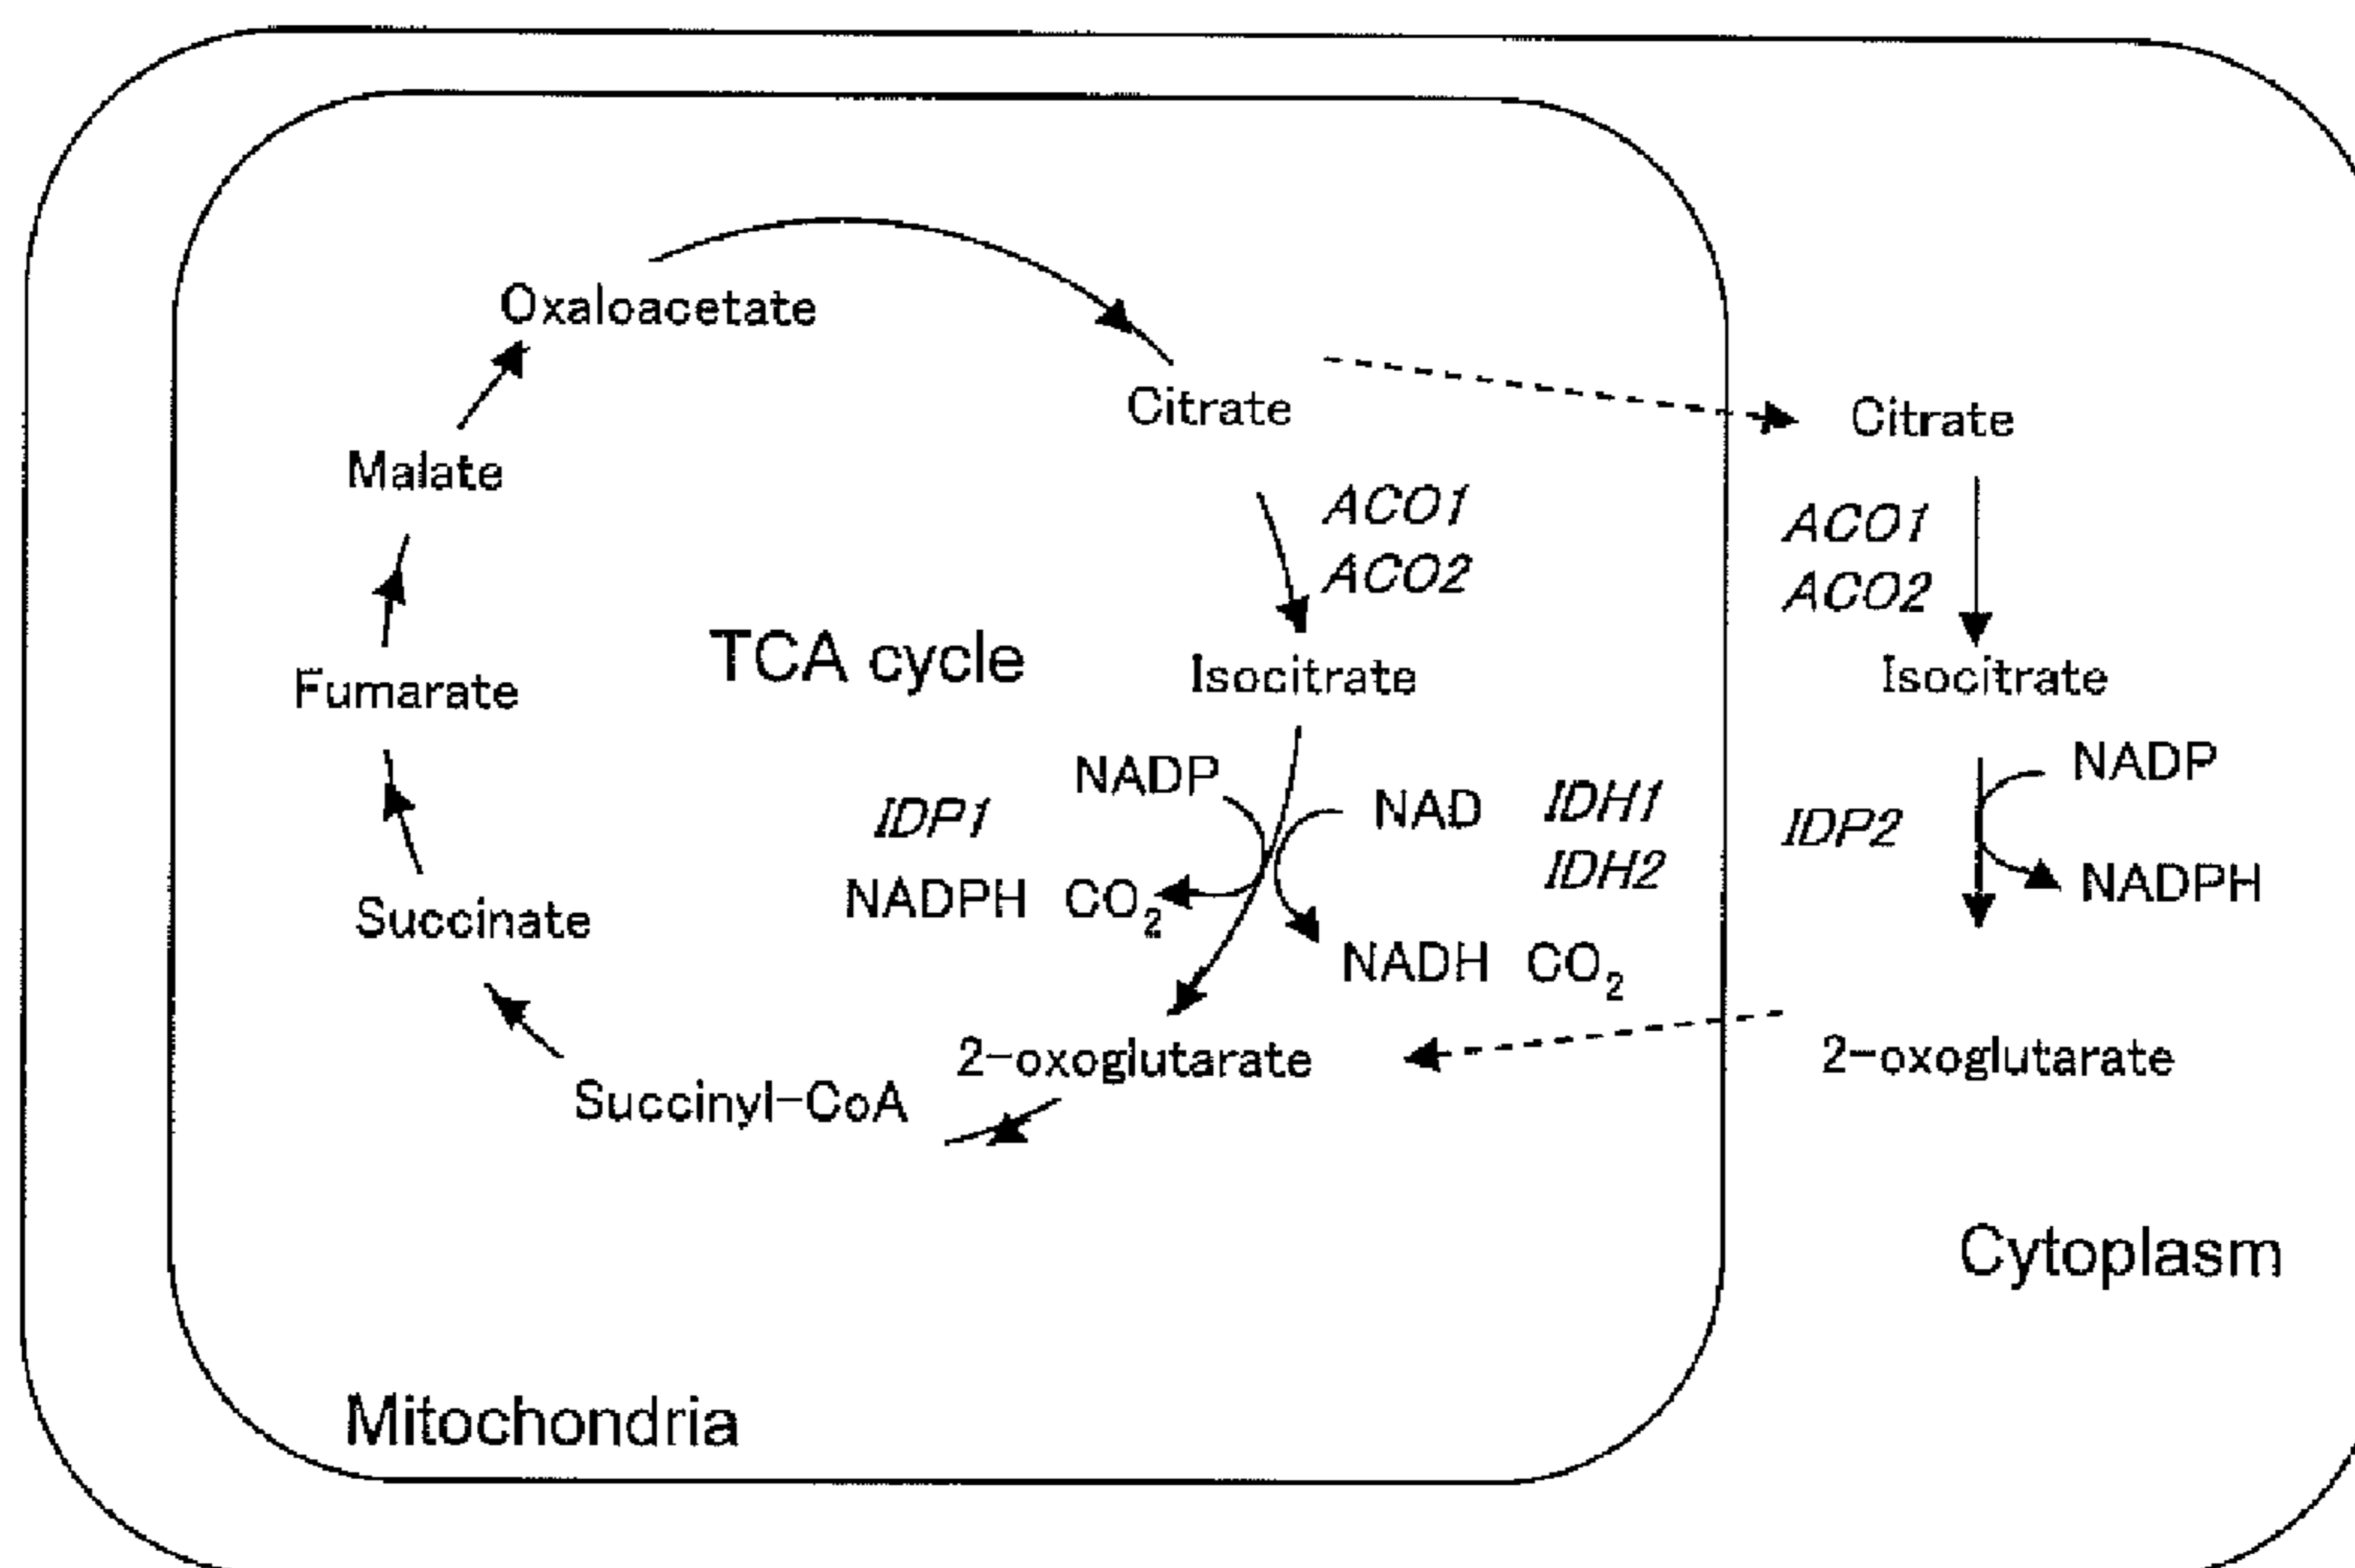 Oxaloacetate
Citrate
Citrate
Malate
ACO1
ACO2
ACO1
ACO2
TCA cycle
Isocitrate
Isocitrate
Fumarate
NADP
NAD
IDH1
IDH2
IDP1
NADPH CO₂
NADH CO₂
NADP
IDP2
NADPH
Succinate
2-oxoglutarate
2-oxoglutarate
Succinyl-CoA
Cytoplasm
Mitochondria